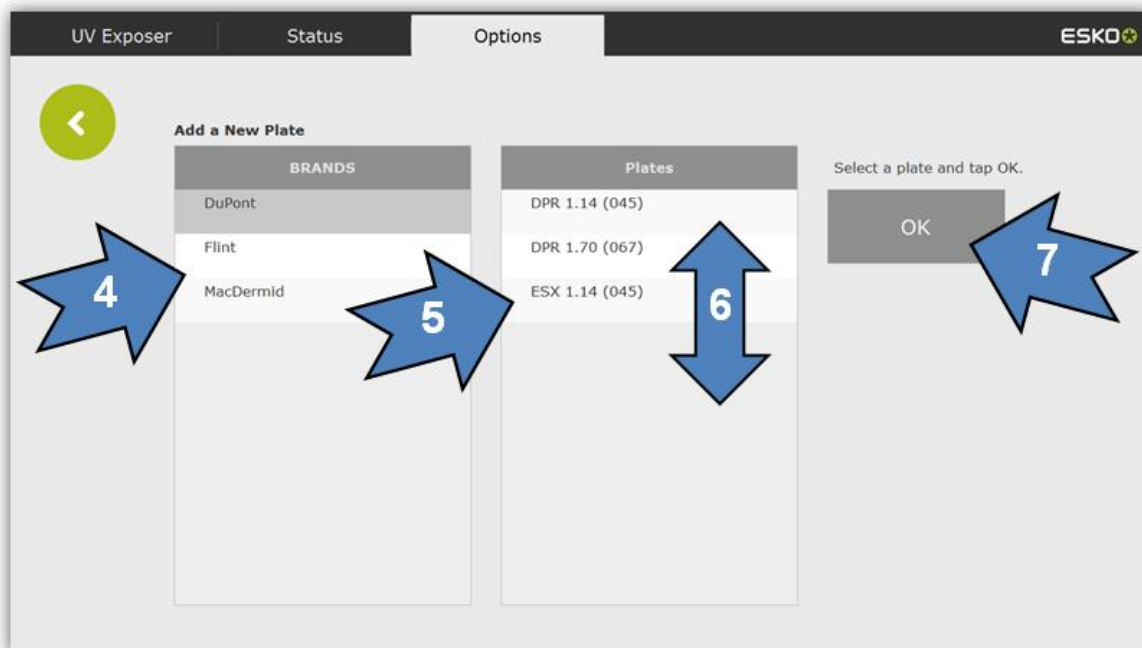 UV Exposer
Status
Options
ESKO
Add a New Plate
BRANDS
Plates
Select a plate and tap OK.
DuPont
DPR 1.14 (045)
OK
Flint
DPR 1.70 (067)
MacDermid
ESX 1.14 (045)
4
5
6
7